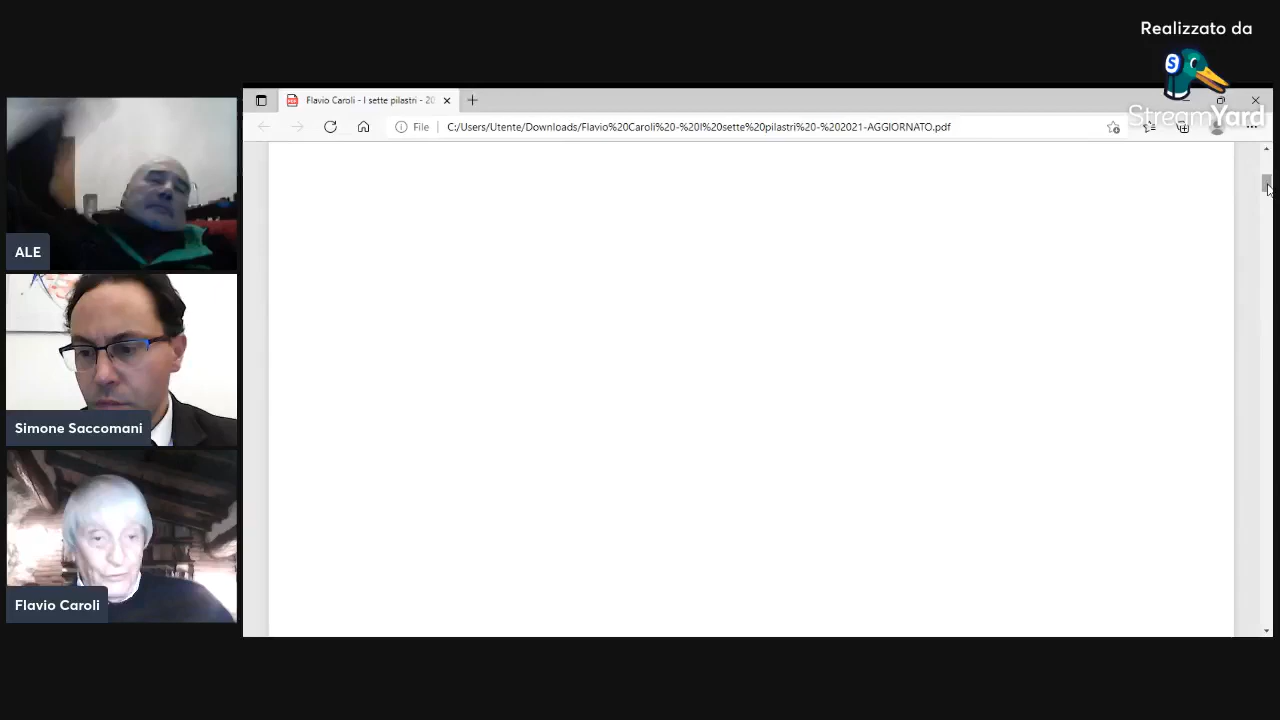 Realizzato da
StreamYard
Flavio Caroli - I sette pilastri - 20
File
C:/Users/Utente/Downloads/Flavio%20Caroli%20-%20I%20sette%20pilastri%20-%202021-AGGIORNATO.pdf
ALE
Simone Saccomani
Flavio Caroli